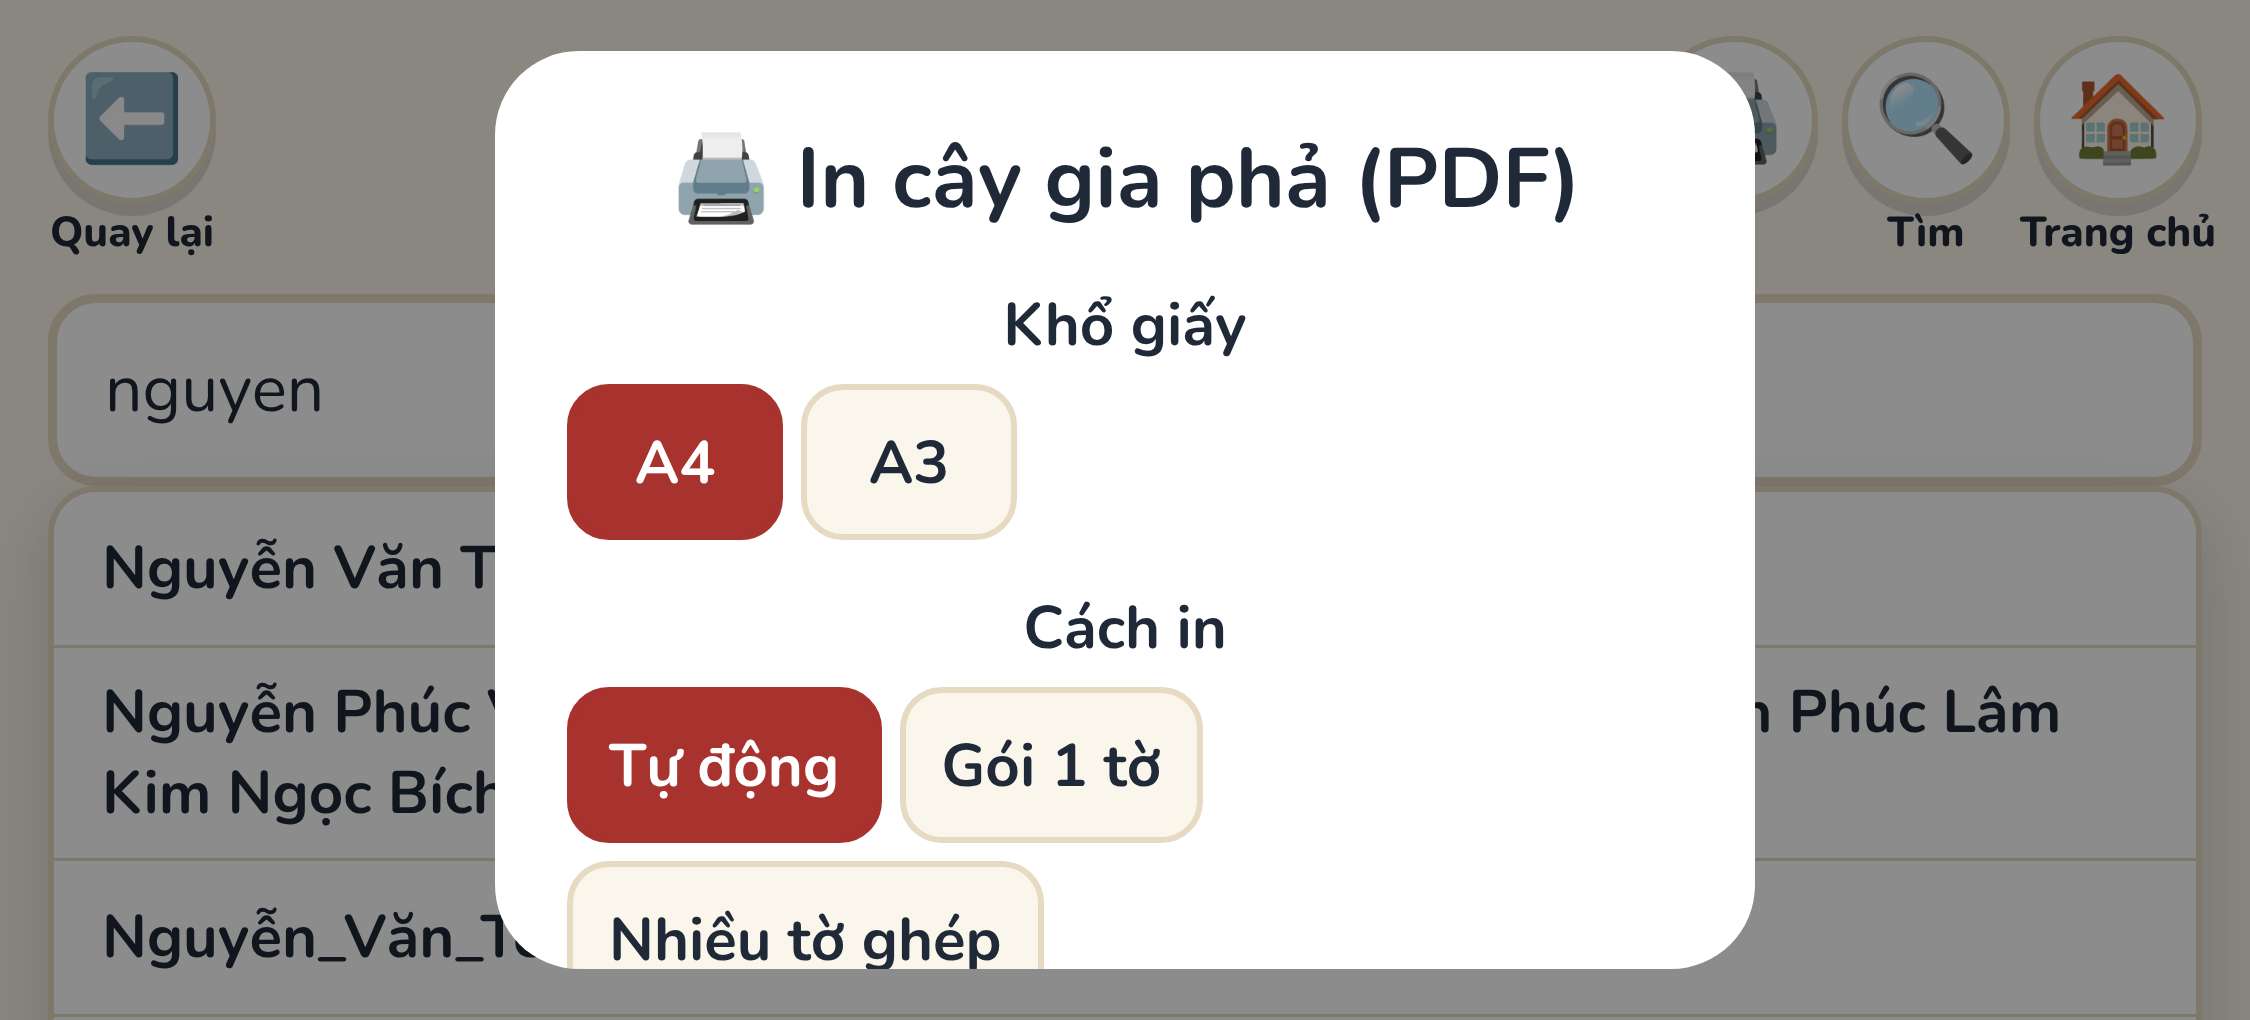 Quay lại
Tìm
Trang chủ
In cây gia phả (PDF)
Khổ giấy
A4
A3
Cách in
Tự động
Gói 1 tờ
Nhiều tờ ghép
nguyen
Nguyễn Văn
Nguyễn Phúc
Phúc Lâm
Kim Ngọc Bích
Nguyễn_Văn_